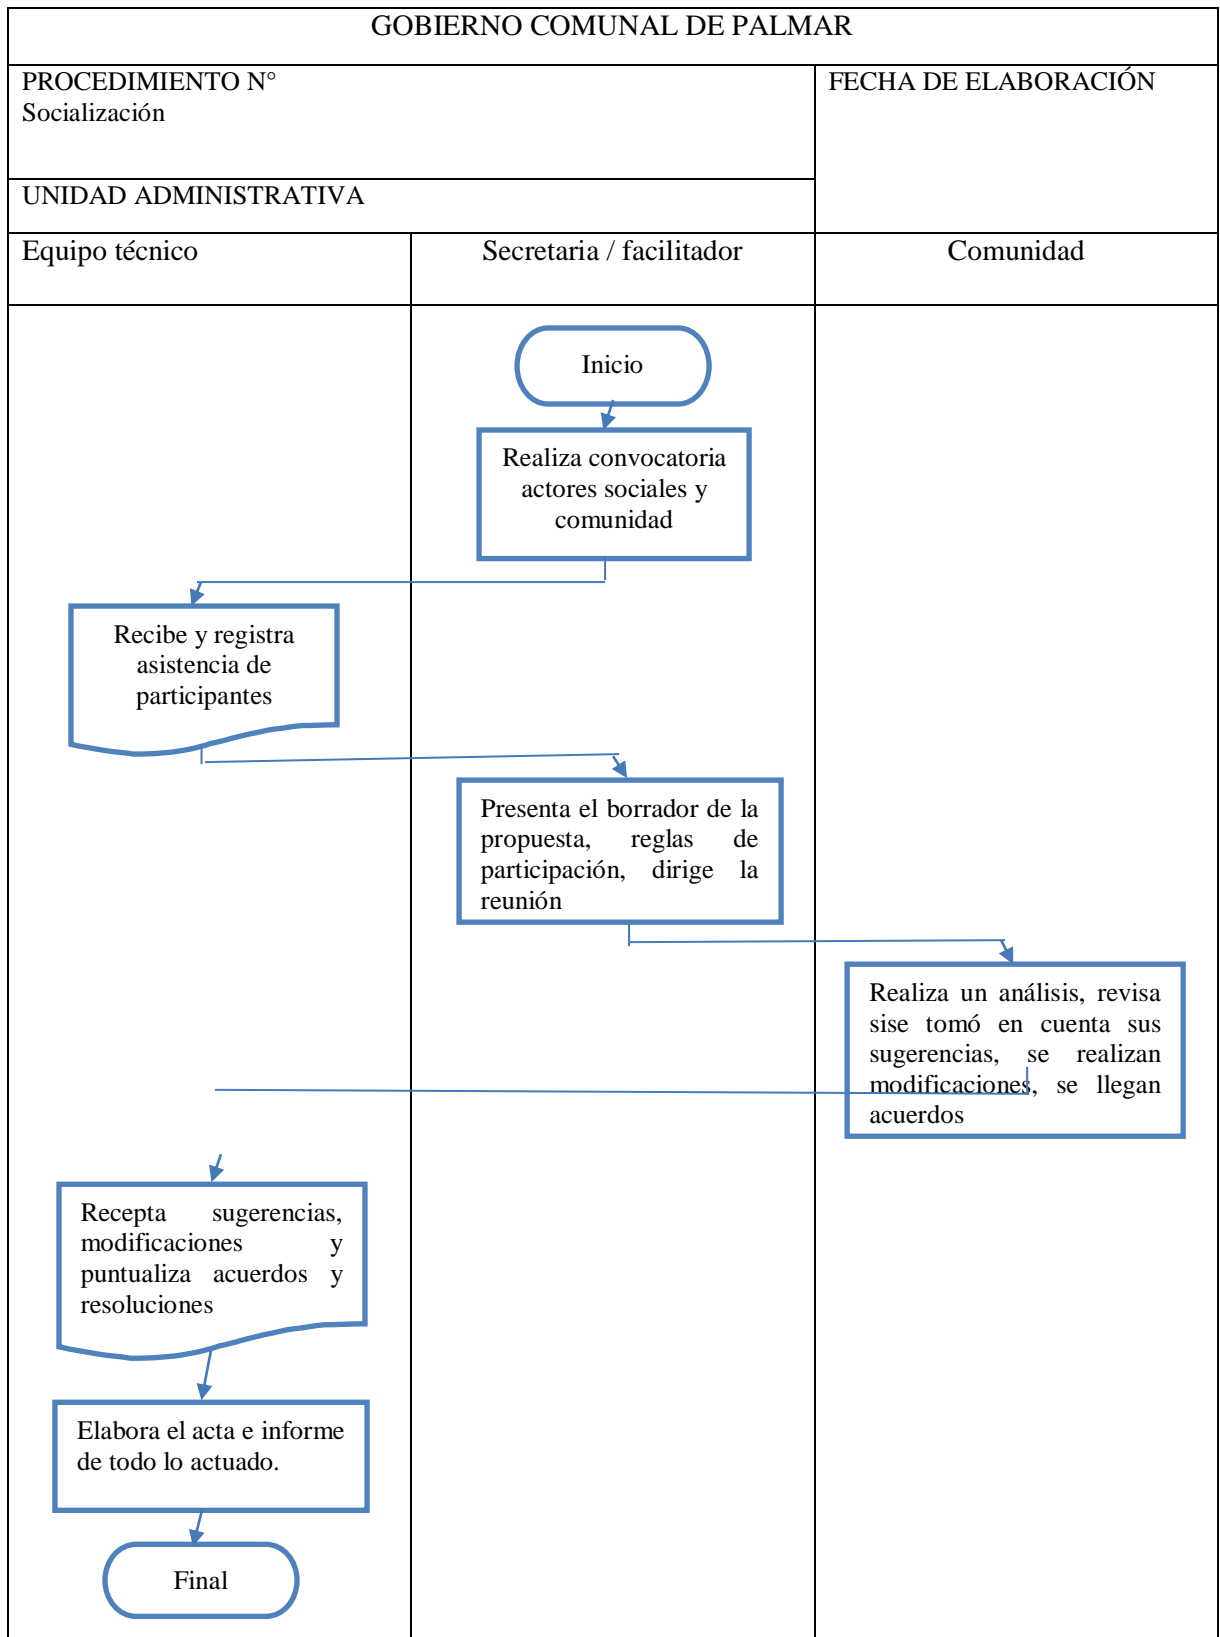 GOBIERNO COMUNAL DE PALMAR
PROCEDIMIENTO N°
Socialización
FECHA DE ELABORACIÓN
UNIDAD ADMINISTRATIVA
Equipo técnico
Secretaria / facilitador
Comunidad
Inicio
Realiza convocatoria
actores sociales y
comunidad
Recibe y registra
asistencia de
participantes
Presenta el borrador de la
propuesta, reglas de
participación, dirige la
reunión
Realiza un análisis, revisa
sise tomó en cuenta sus
sugerencias, se realizan
modificaciones, se llegan
acuerdos
Recepta sugerencias,
modificaciones y
puntualiza acuerdos y
resoluciones
Elabora el acta e informe
de todo lo actuado.
Final